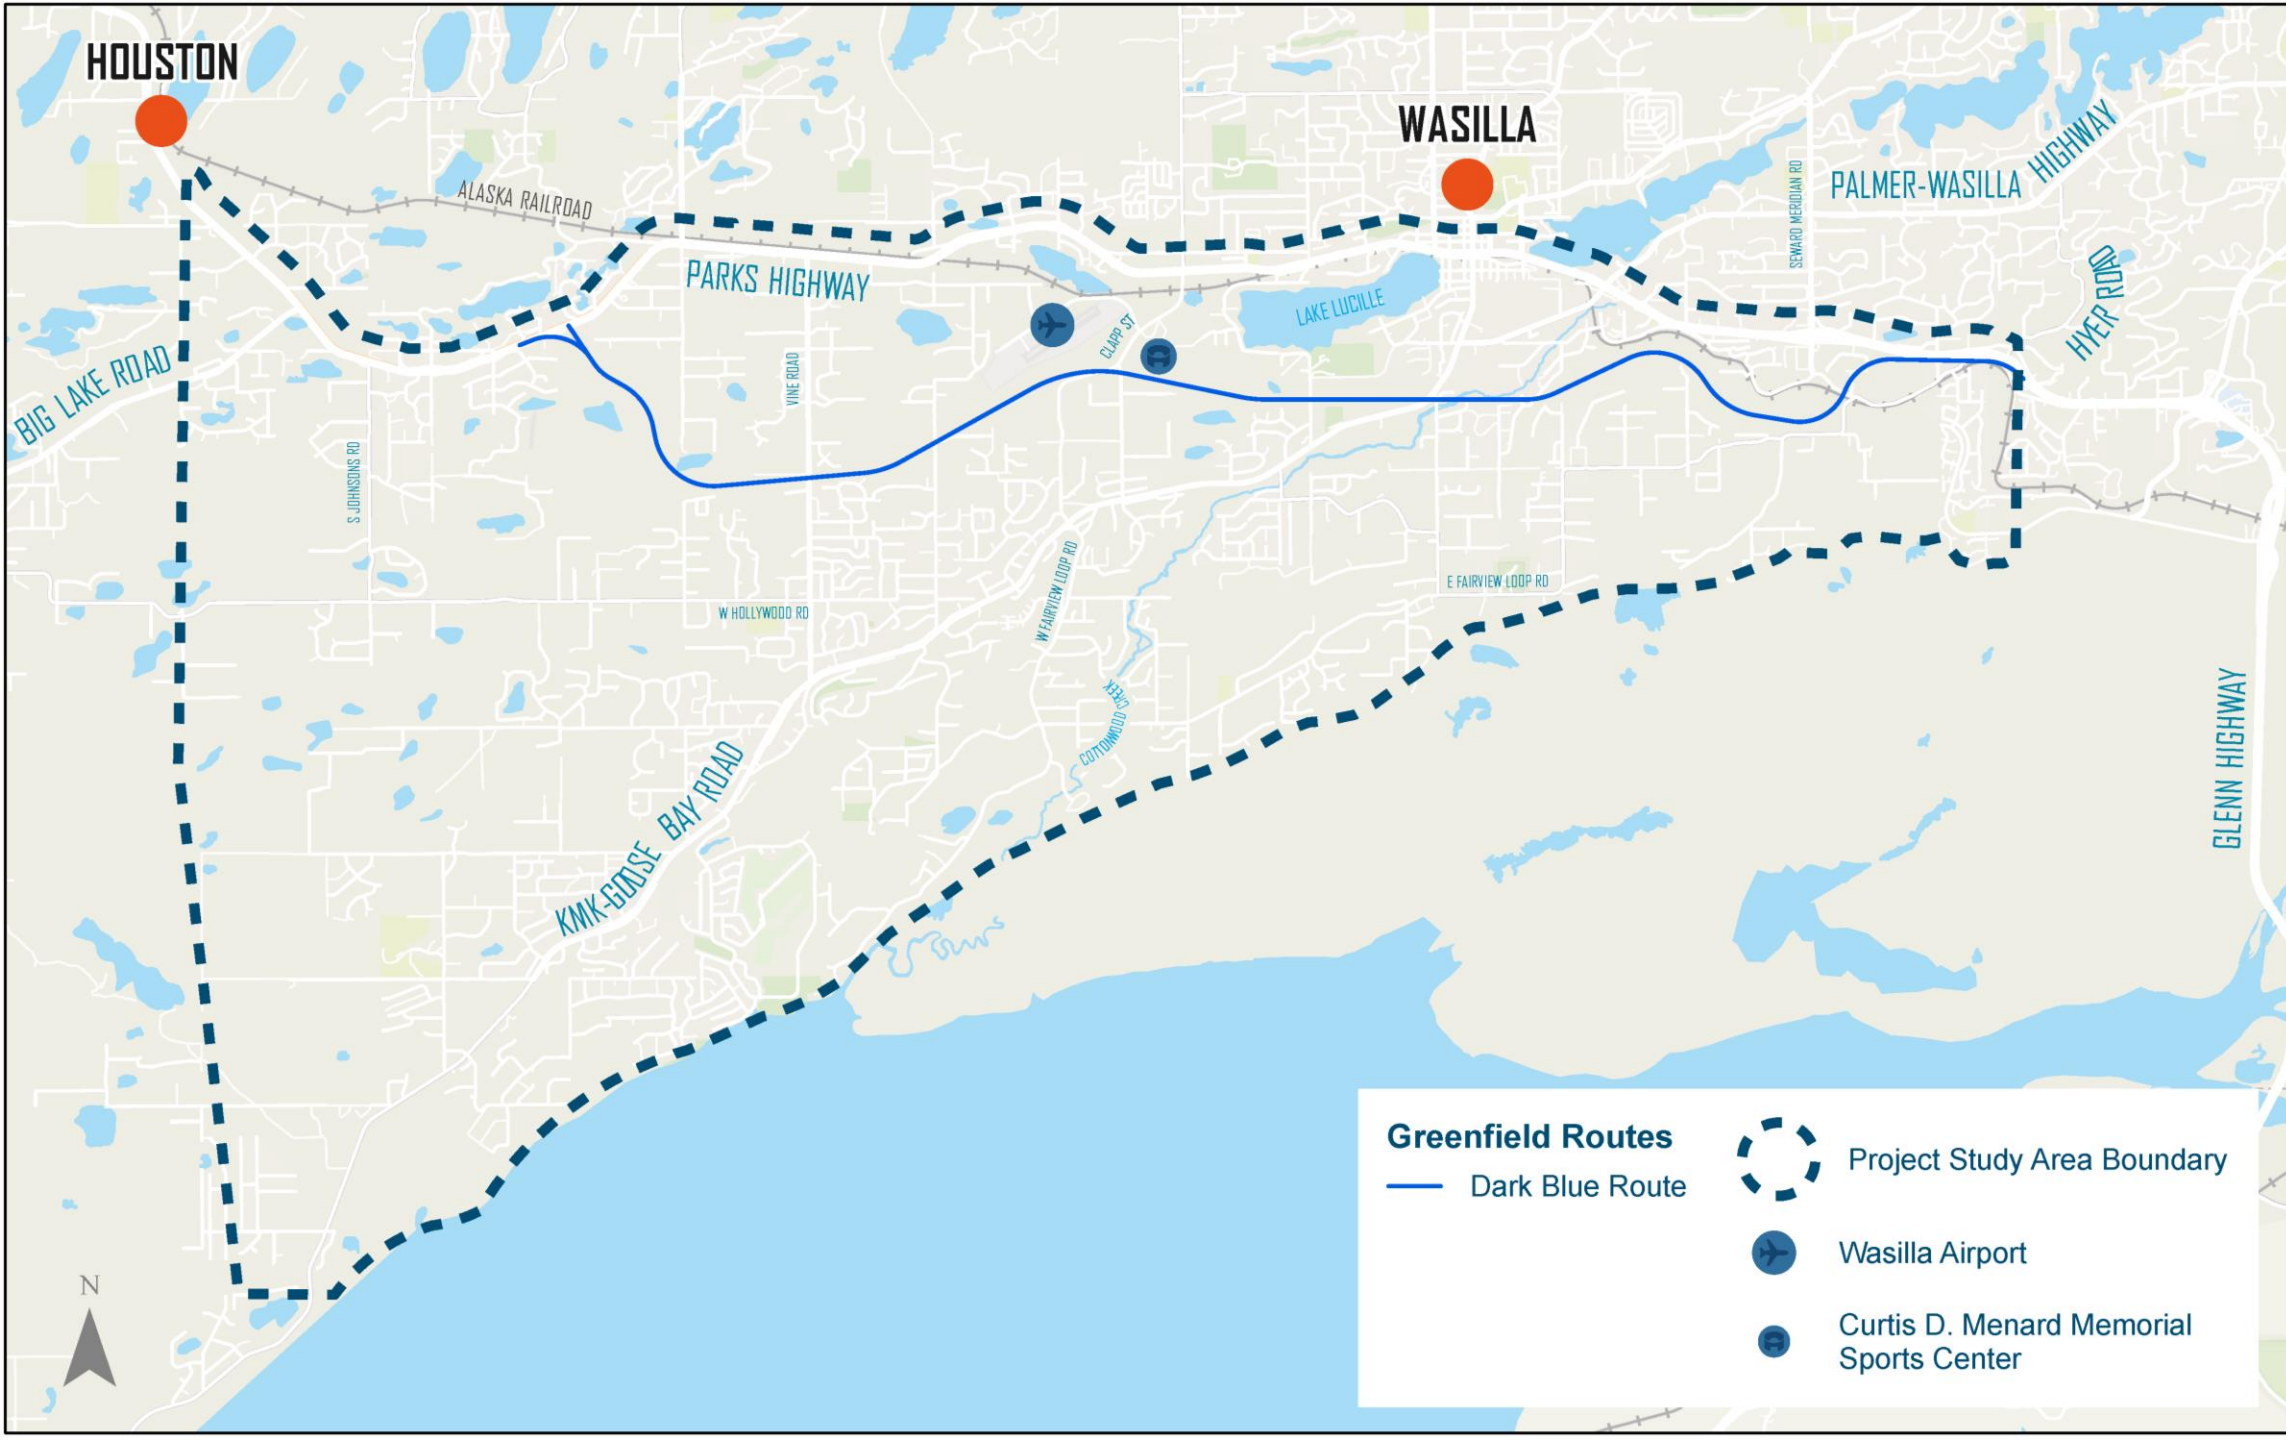 HOUSTON
WASILLA
ALASKA RAILROAD
PALMER-WASILLA HIGHWAY
SEWARD MERIDIAN RD
HYER ROAD
PARKS HIGHWAY
LAKE LUCILLE
CLAPP ST
VINE ROAD
BIG LAKE ROAD
S JOHNSONS RD
W HOLLYWOOD RD
W FAIRVIEW LOOP RD
E FAIRVIEW LOOP RD
COTTONWOOD CREEK
KMK-GOOSE BAY ROAD
GLENN HIGHWAY
N
Greenfield Routes
Dark Blue Route
Project Study Area Boundary
Wasilla Airport
Curtis D. Menard Memorial
Sports Center